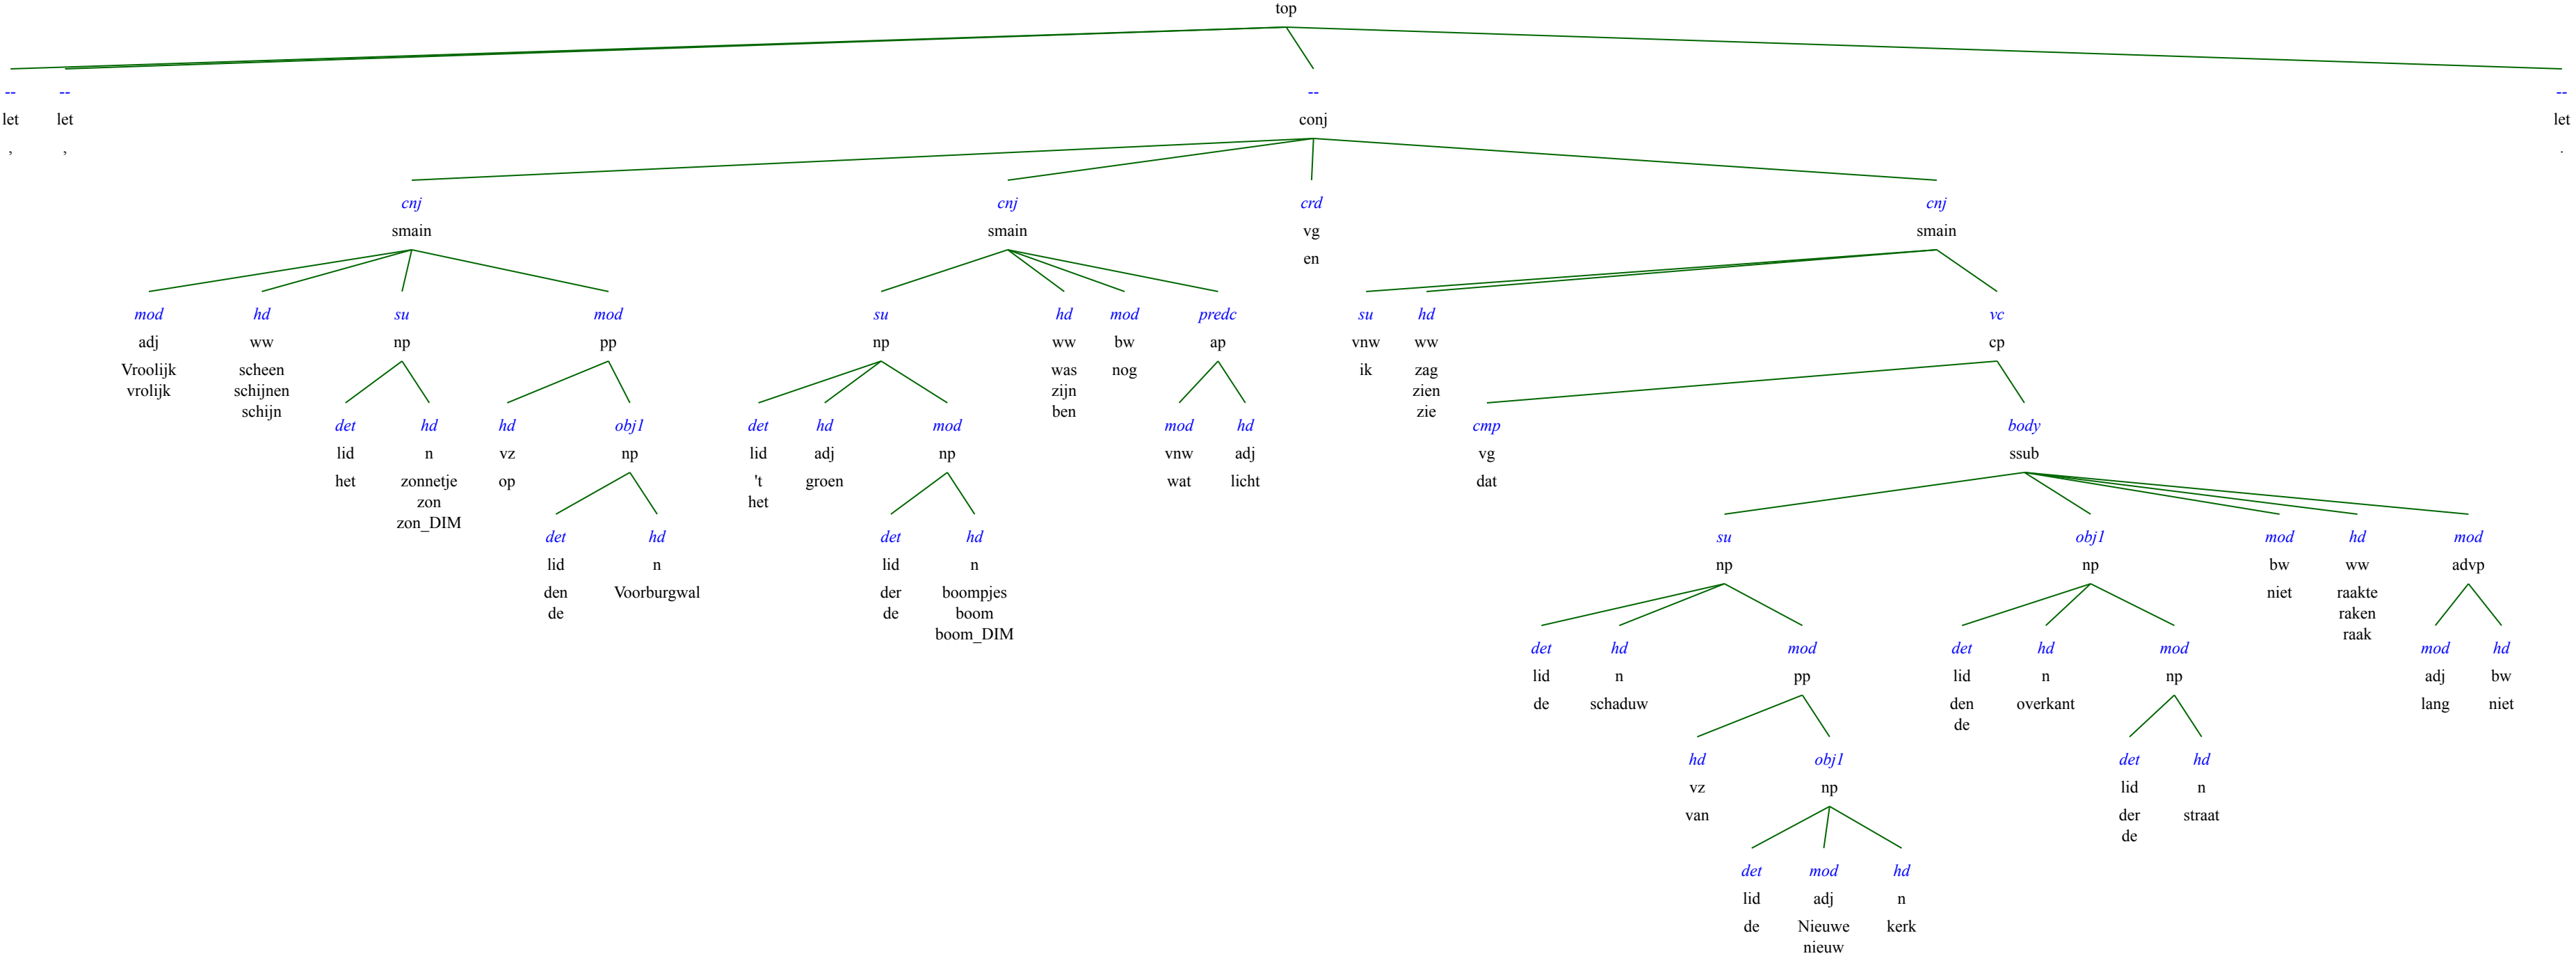 top
-- -- -- --
let let conj let
, , .
cnj cnj crd cnj
smain smain vg smain
en
mod hd su mod su hd mod predc su hd vc
adj ww np pp np ww bw ap vnw ww cp
Vroolijk scheen was nog ik zag
vrolijk schijnen zijn zien
schijn ben zie
det hd hd obj1 det hd mod mod hd cmp body
lid n vz np lid adj np vnw adj vg ssub
het zonnetje op 't groen wat licht dat
zon het
zon_DIM
det hd det hd su obj1 mod hd mod
lid n lid n np np bw ww advp
den Voorburgwal der boompjes niet raakte
de de boom raken
boom_DIM raak
det hd mod det hd mod mod hd
lid n pp lid n np adj bw
de schaduw den overkant lang niet
de
hd obj1 det hd
vz np lid n
van der straat
de
det mod hd
lid adj n
de Nieuwe kerk
nieuw